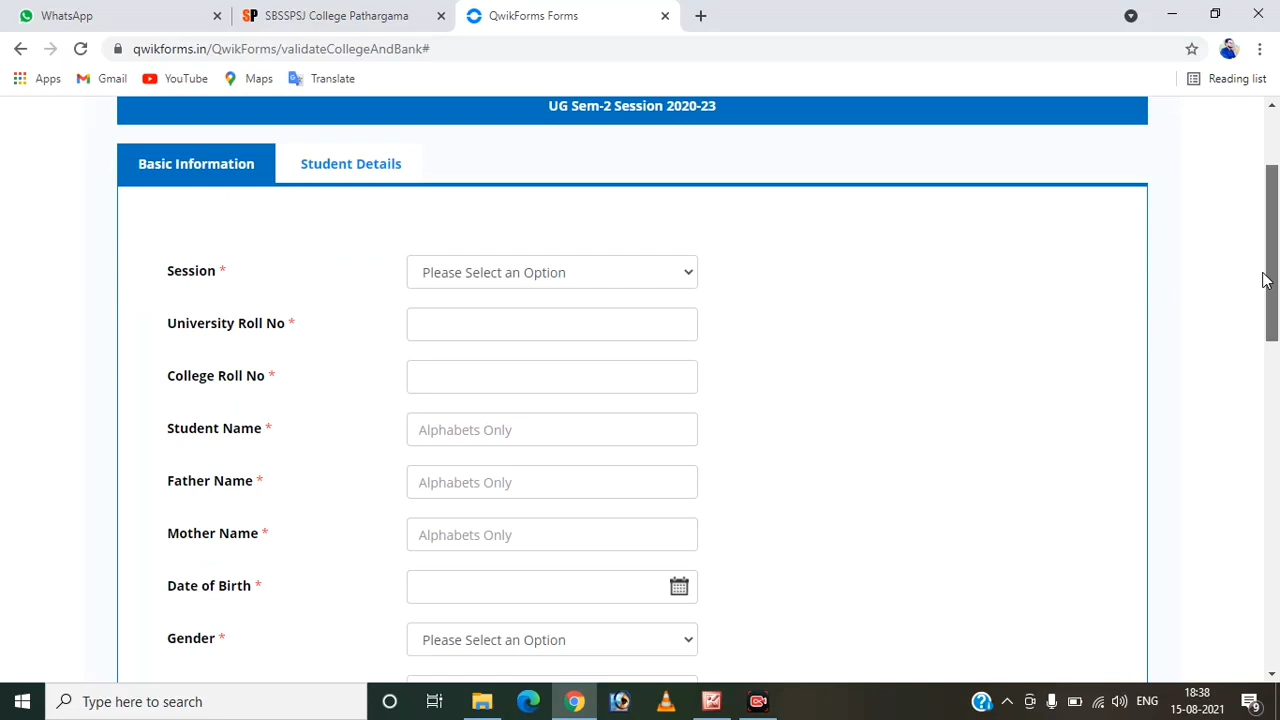 WhatsApp
SBSSPSJ College Pathargama
QwikForms Forms
qwikforms.in/QwikForms/validateCollegeAndBank#
Apps
Gmail
YouTube
Maps
Translate
Reading list
UG Sem-2 Session 2020-23
Basic Information
Student Details
Session *
Please Select an Option
University Roll No *
College Roll No *
Student Name *
Alphabets Only
Father Name *
Alphabets Only
Mother Name *
Alphabets Only
Date of Birth *
Gender *
Please Select an Option
Type here to search
ENG
18:38
15-08-2021
9